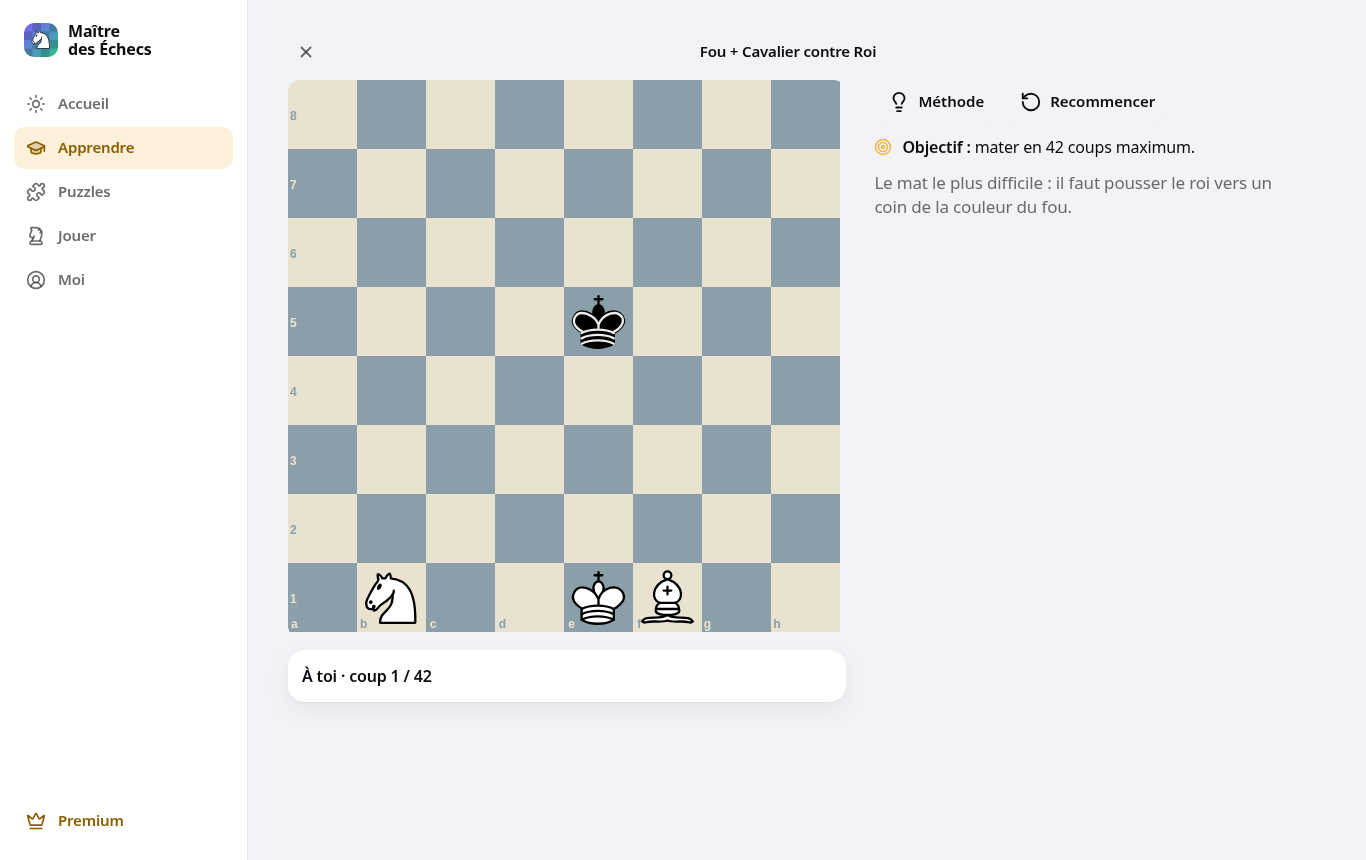 Maître
des Échecs
Accueil
Apprendre
Puzzles
Jouer
Moi
Premium
Fou + Cavalier contre Roi
8
7
6
5
4
3
2
1
a b c d e f g h
À toi · coup 1 / 42
Méthode
Recommencer
Objectif : mater en 42 coups maximum.
Le mat le plus difficile : il faut pousser le roi vers un
coin de la couleur du fou.